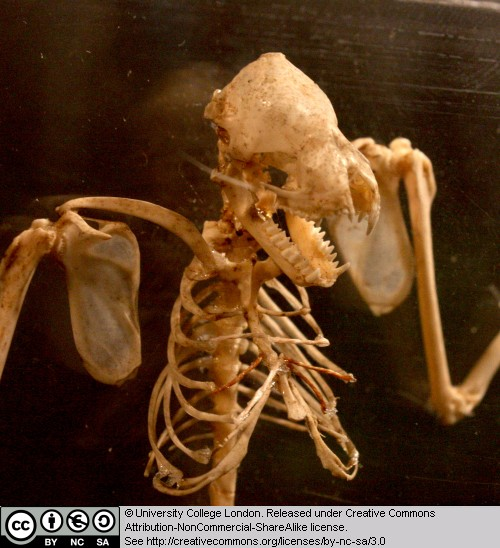 cc BY NC SA
© University College London. Released under Creative Commons
Attribution-NonCommercial-ShareAlike license.
See http://creativecommons.org/licenses/by-nc-sa/3.0